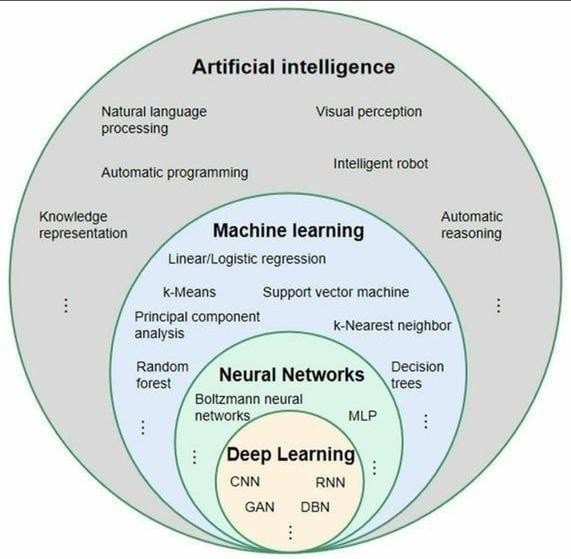 Artificial intelligence
Natural language
processing
Visual perception
Automatic programming
Intelligent robot
Knowledge
representation
Automatic
reasoning
Machine learning
Linear/Logistic regression
k-Means
Support vector machine
Principal component
analysis
k-Nearest neighbor
Random
forest
Decision
trees
Neural Networks
Boltzmann neural
networks
MLP
Deep Learning
CNN
RNN
GAN
DBN